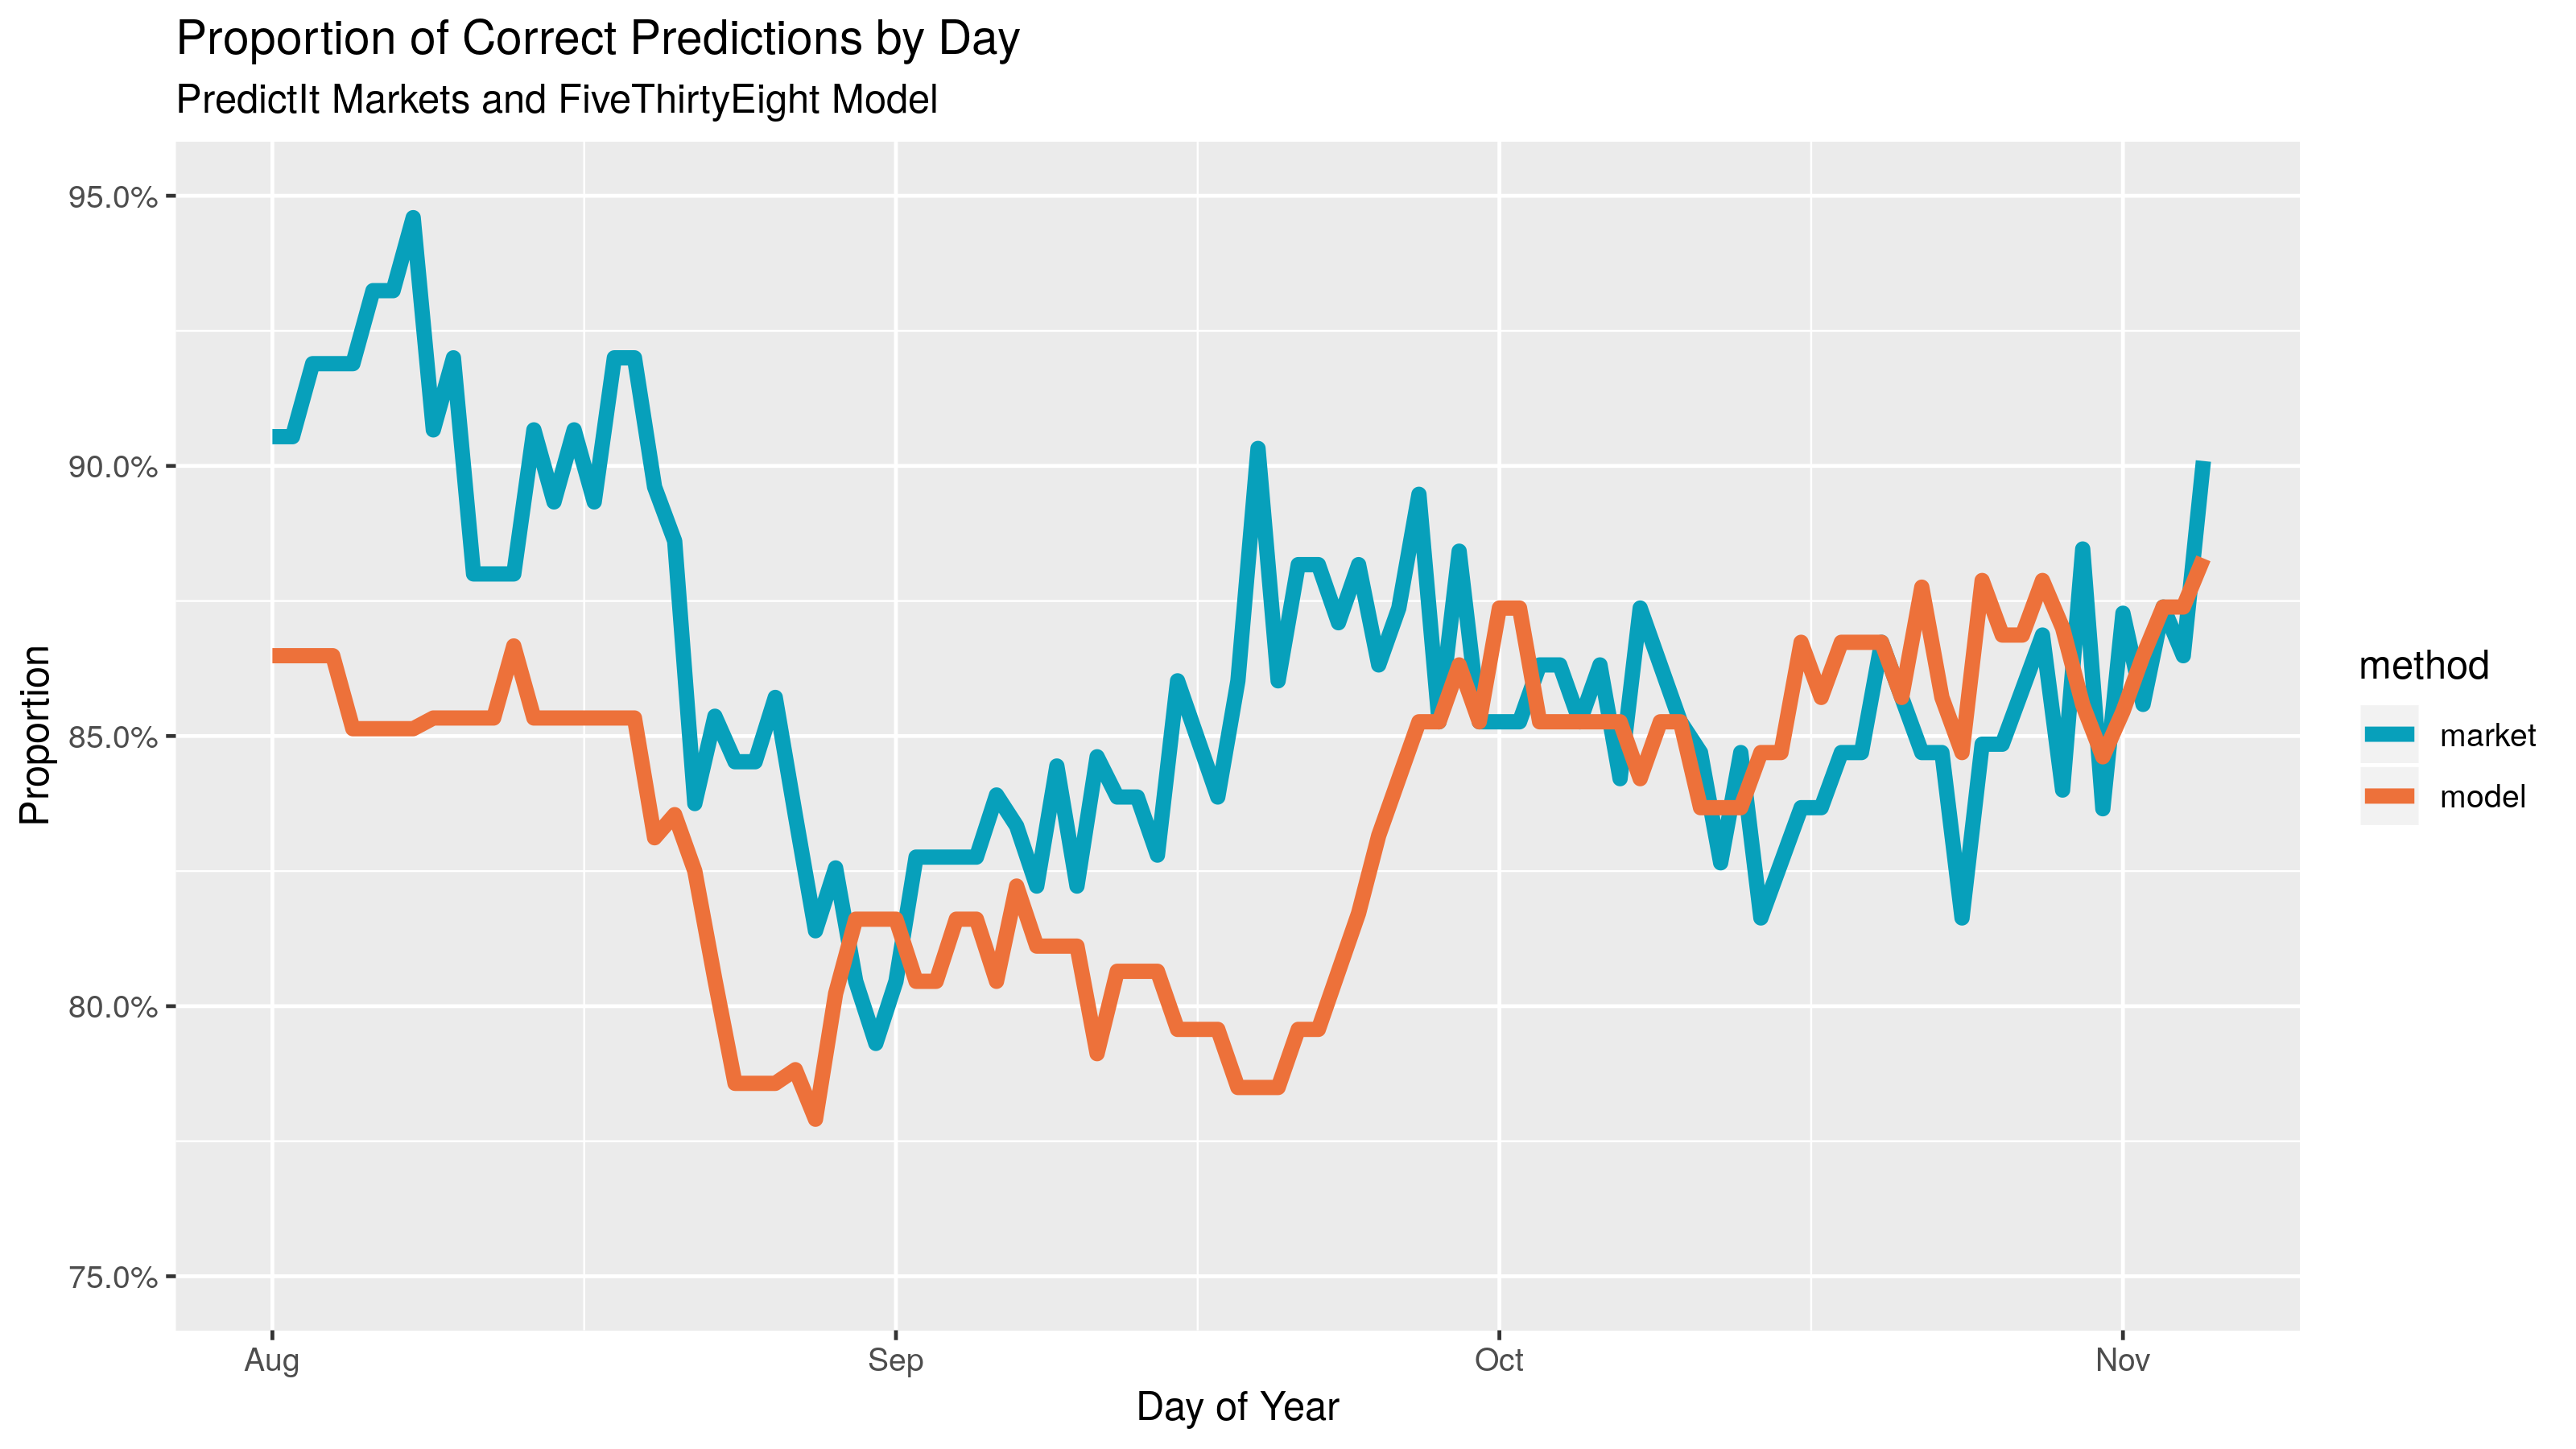 Proportion of Correct Predictions by Day
PredictIt Markets and FiveThirtyEight Model
95.0%
90.0%
85.0%
80.0%
75.0%
Proportion
Aug
Sep
Oct
Nov
Day of Year
method
market
model